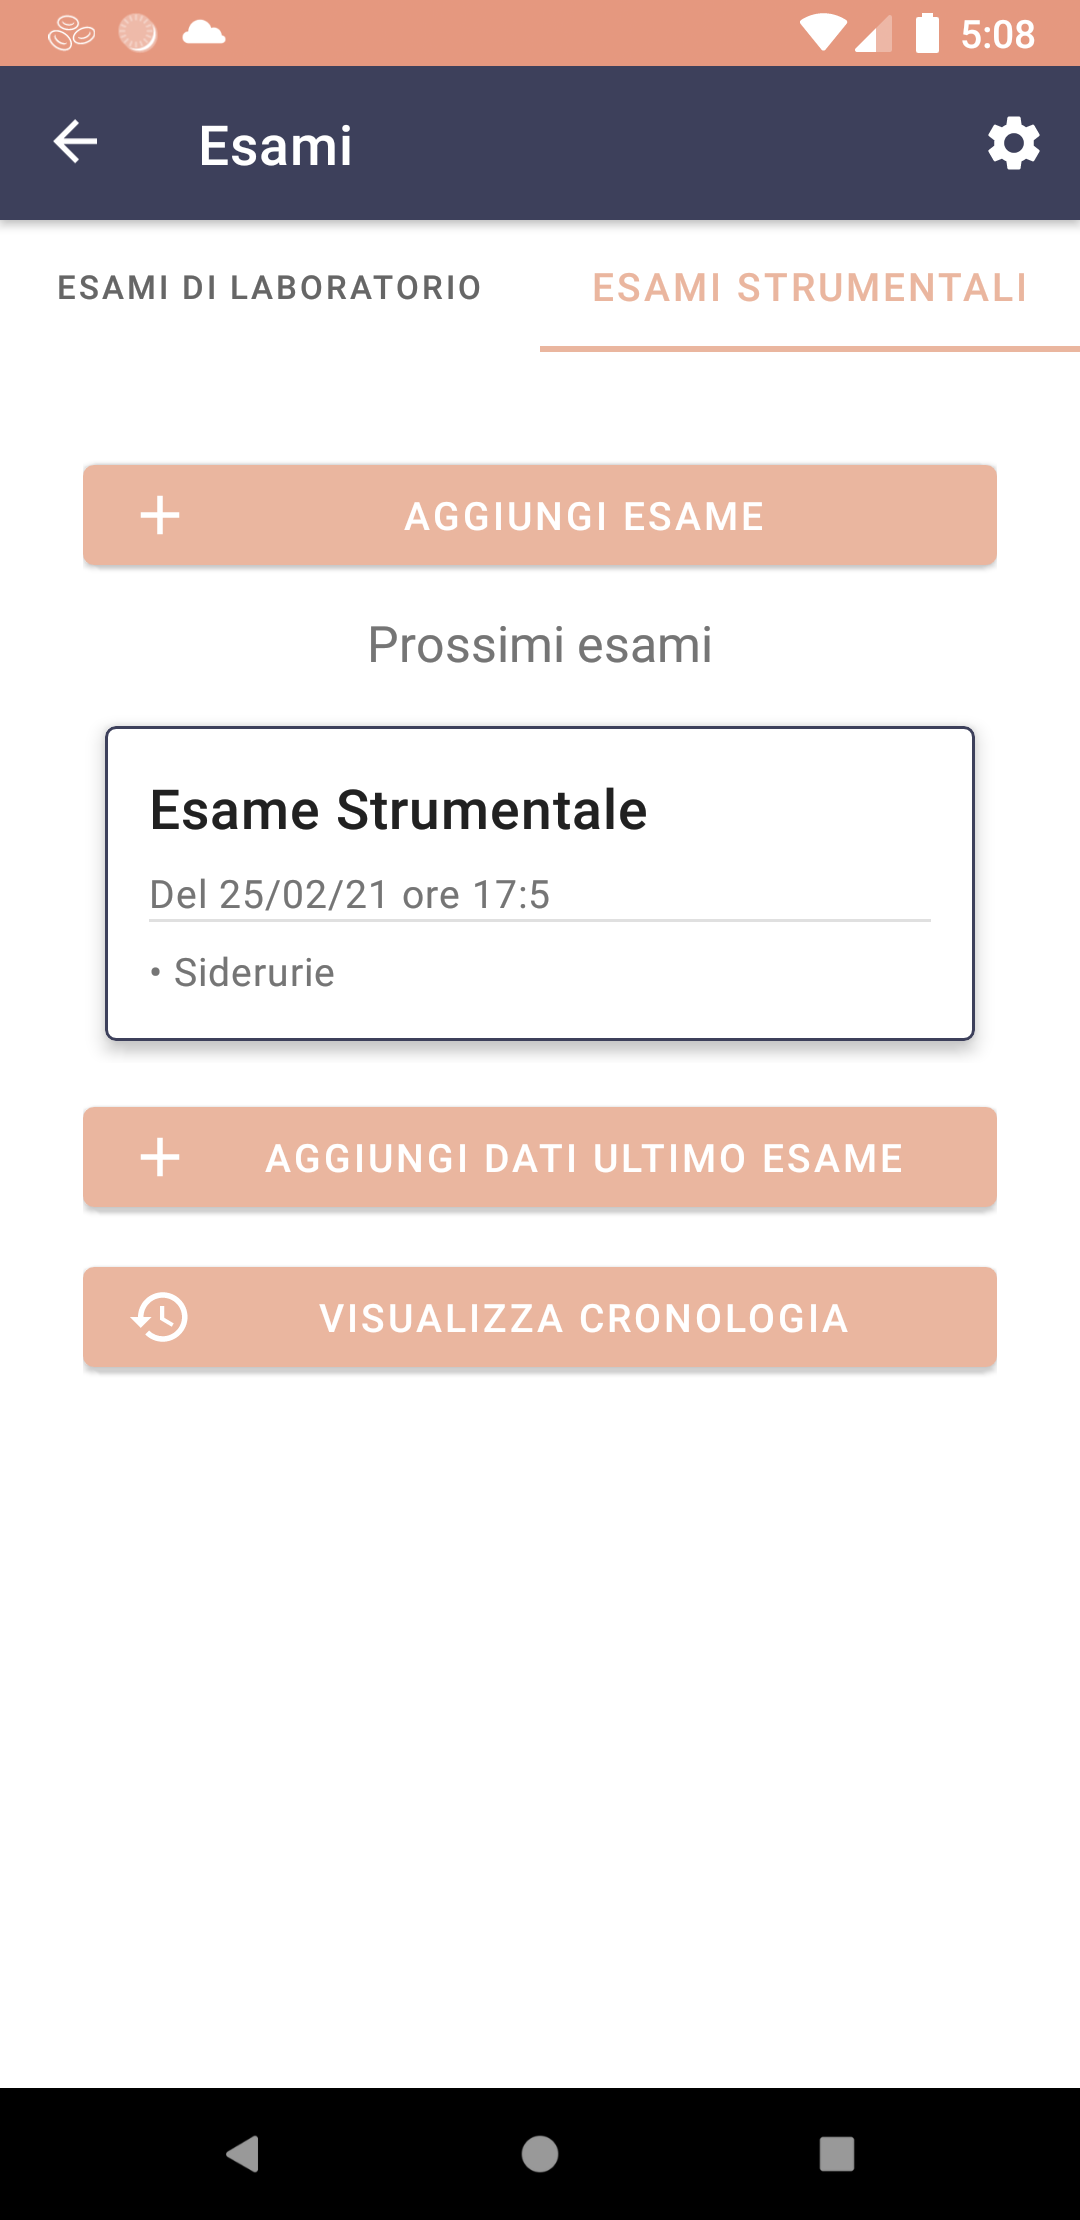 5:08
Esami
ESAMI DI LABORATORIO
ESAMI STRUMENTALI
AGGIUNGI ESAME
Prossimi esami
Esame Strumentale
Del 25/02/21 ore 17:5
• Siderurie
AGGIUNGI DATI ULTIMO ESAME
VISUALIZZA CRONOLOGIA